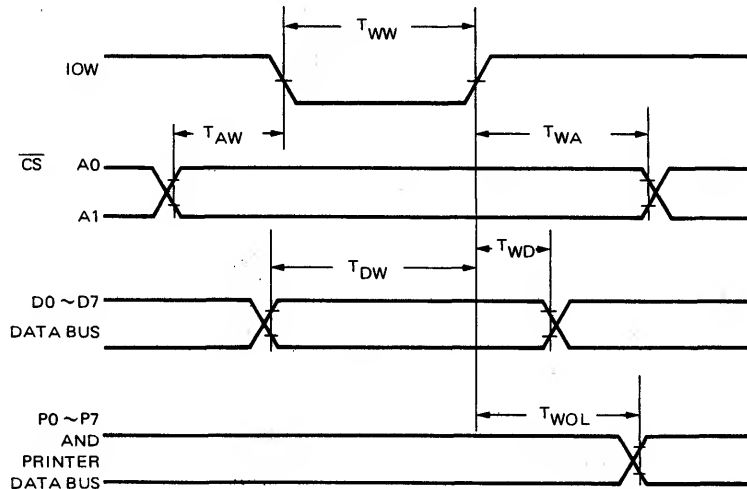 T_WW
IOW
T_AW
T_WA
C̅S̅ A0
A1
T_WD
T_DW
D0 ~D7
DATA BUS
P0 ~P7
T_WOL
AND
PRINTER
DATA BUS